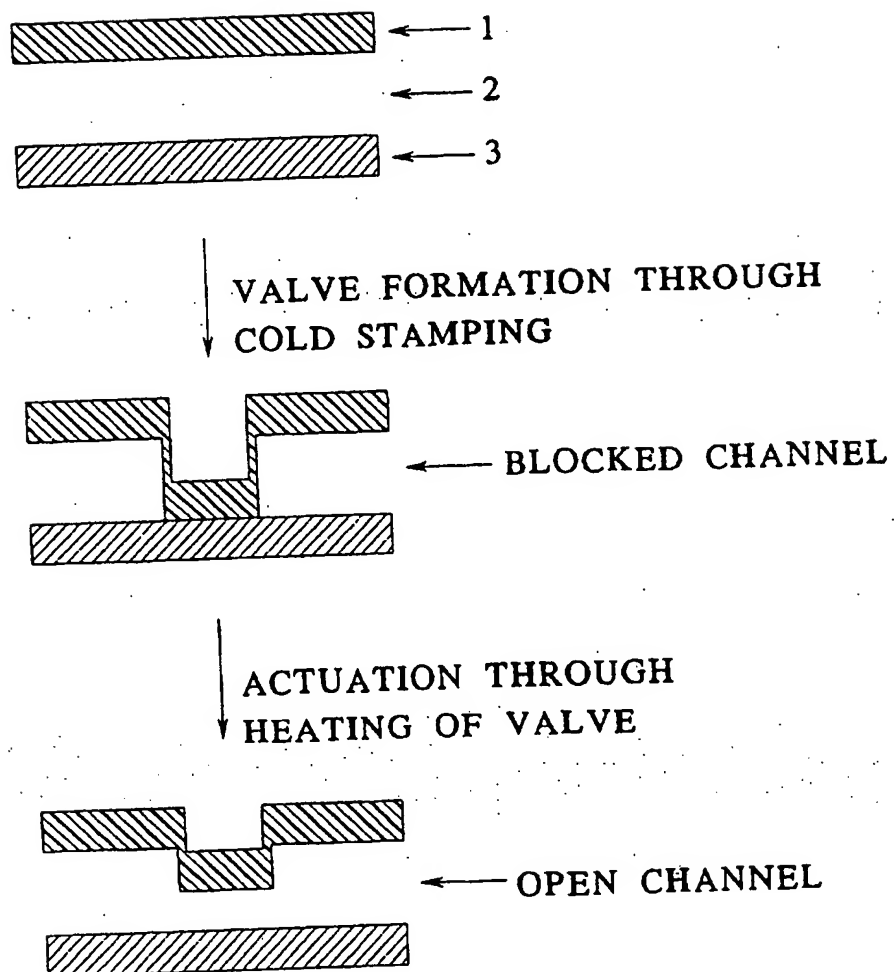 1
2
3
VALVE FORMATION THROUGH
COLD STAMPING
BLOCKED CHANNEL
ACTUATION THROUGH
HEATING OF VALVE
OPEN CHANNEL